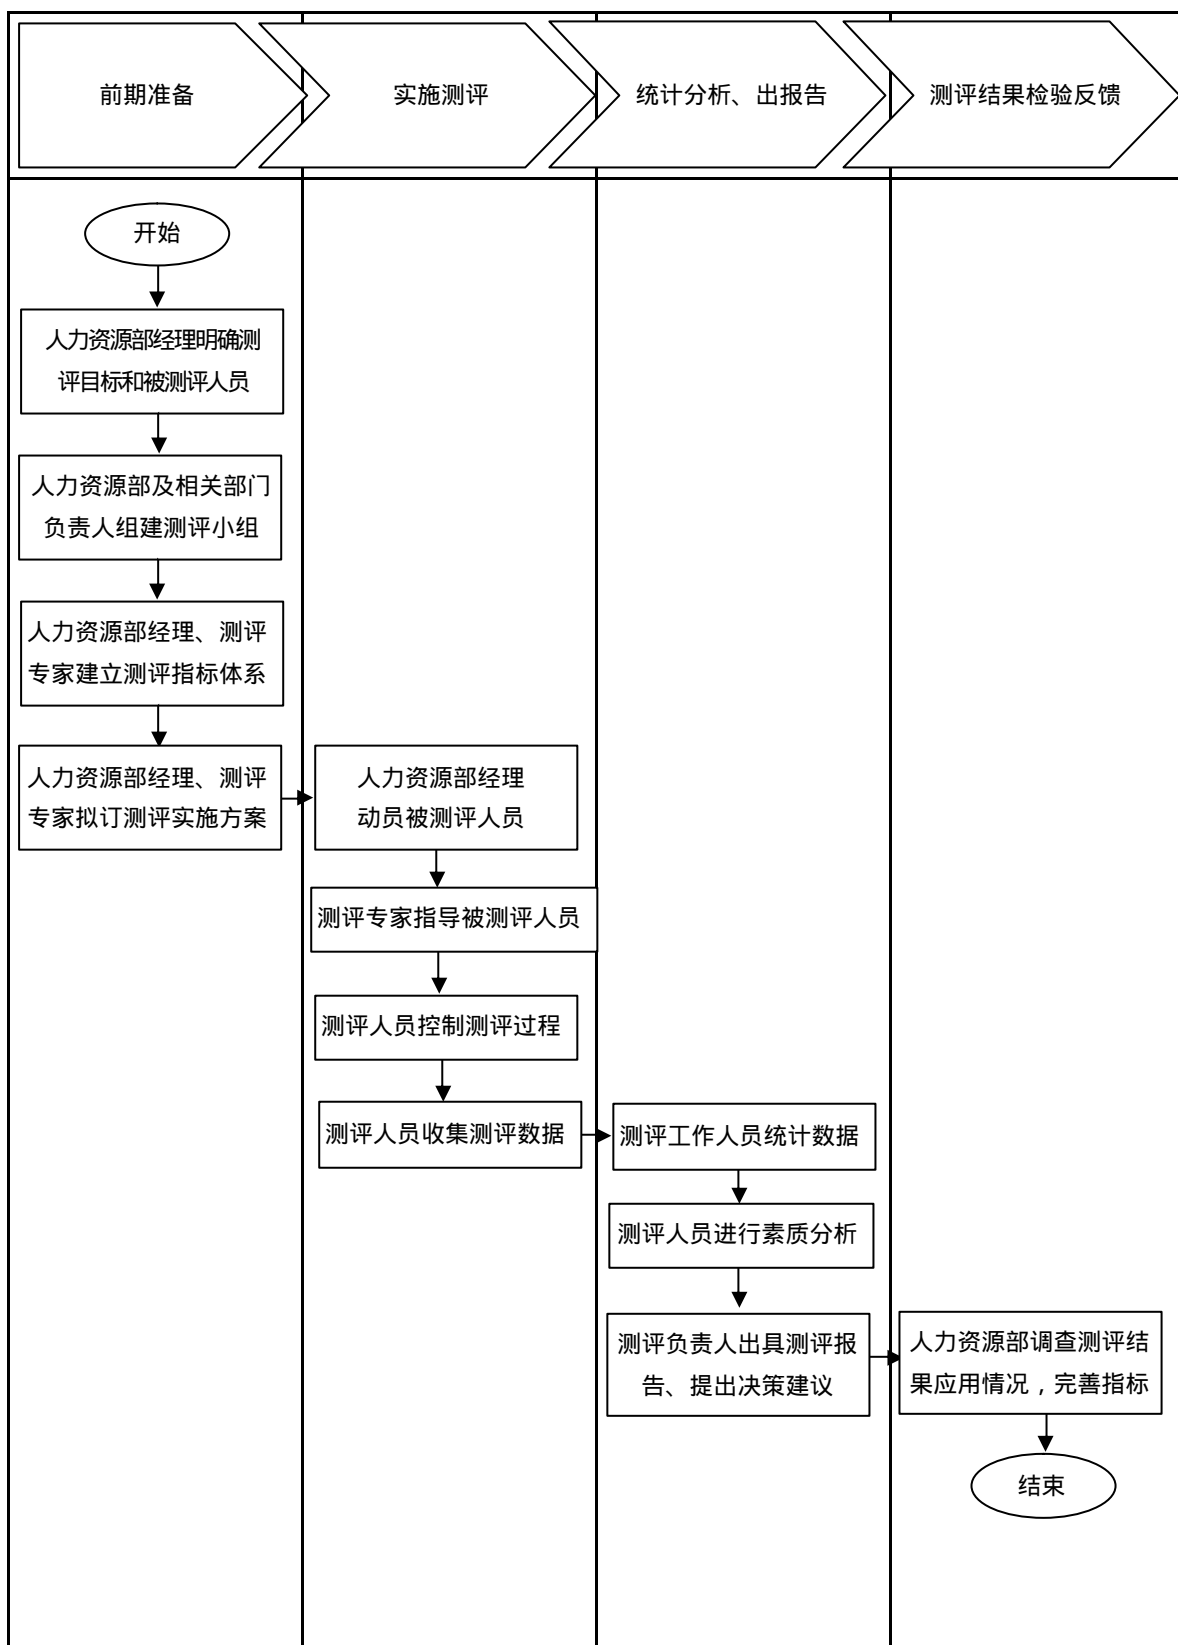 前期准备
实施测评
统计分析、出报告
测评结果检验反馈
开始
人力资源部经理明确测
评目标和被测评人员
人力资源部及相关部门
负责人组建测评小组
人力资源部经理、测评
专家建立测评指标体系
人力资源部经理、测评
专家拟订测评实施方案
人力资源部经理
动员被测评人员
测评专家指导被测评人员
测评人员控制测评过程
测评人员收集测评数据
测评工作人员统计数据
测评人员进行素质分析
测评负责人出具测评报
告、提出决策建议
人力资源部调查测评结
果应用情况，完善指标
结束